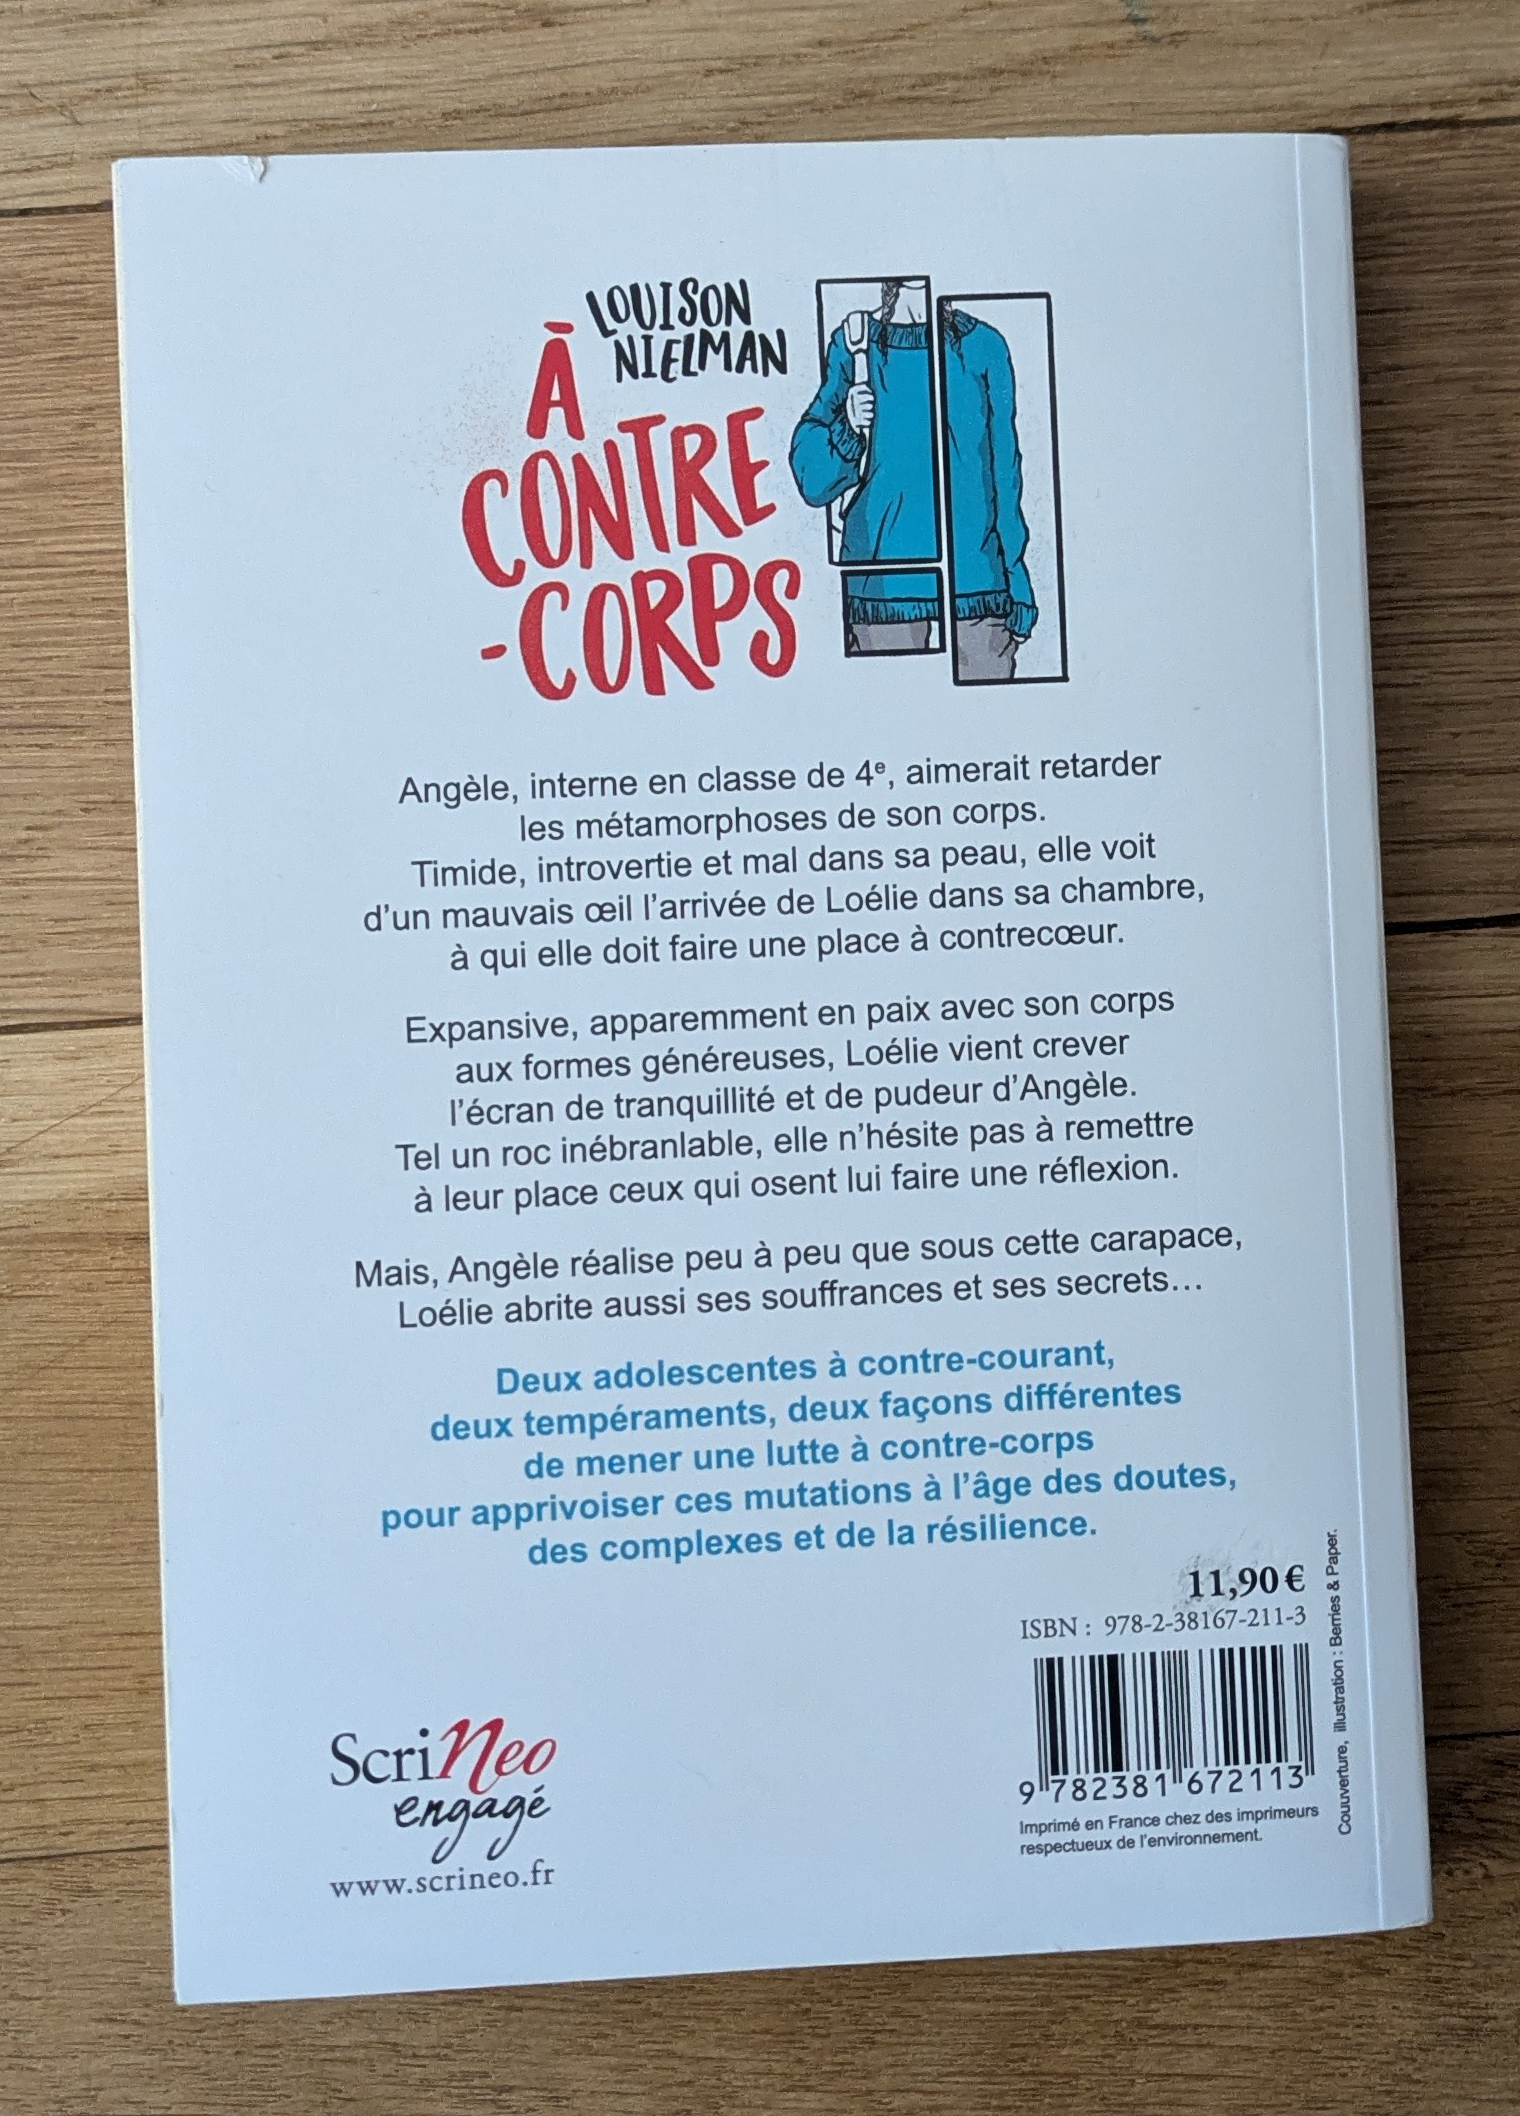 LOUISON
NIELMAN
À
CONTRE
-CORPS
Angèle, interne en classe de 4e, aimerait retarder
les métamorphoses de son corps.
Timide, introvertie et mal dans sa peau, elle voit
d'un mauvais œil l'arrivée de Loélie dans sa chambre,
à qui elle doit faire une place à contrecœur.
Expansive, apparemment en paix avec son corps
aux formes généreuses, Loélie vient crever
l'écran de tranquillité et de pudeur d'Angèle.
Tel un roc inébranlable, elle n'hésite pas à remettre
à leur place ceux qui osent lui faire une réflexion.
Mais, Angèle réalise peu à peu que sous cette carapace,
Loélie abrite aussi ses souffrances et ses secrets…
Deux adolescentes à contre-courant,
deux tempéraments, deux façons différentes
de mener une lutte à contre-corps
pour apprivoiser ces mutations à l'âge des doutes,
des complexes et de la résilience.
11,90 €
ISBN : 978-2-38167-211-3
9 782381 672113
Imprimé en France chez des imprimeurs
respectueux de l'environnement.
Couuverture, illustration : Berries & Paper.
ScriNeo
engagé
www.scrineo.fr